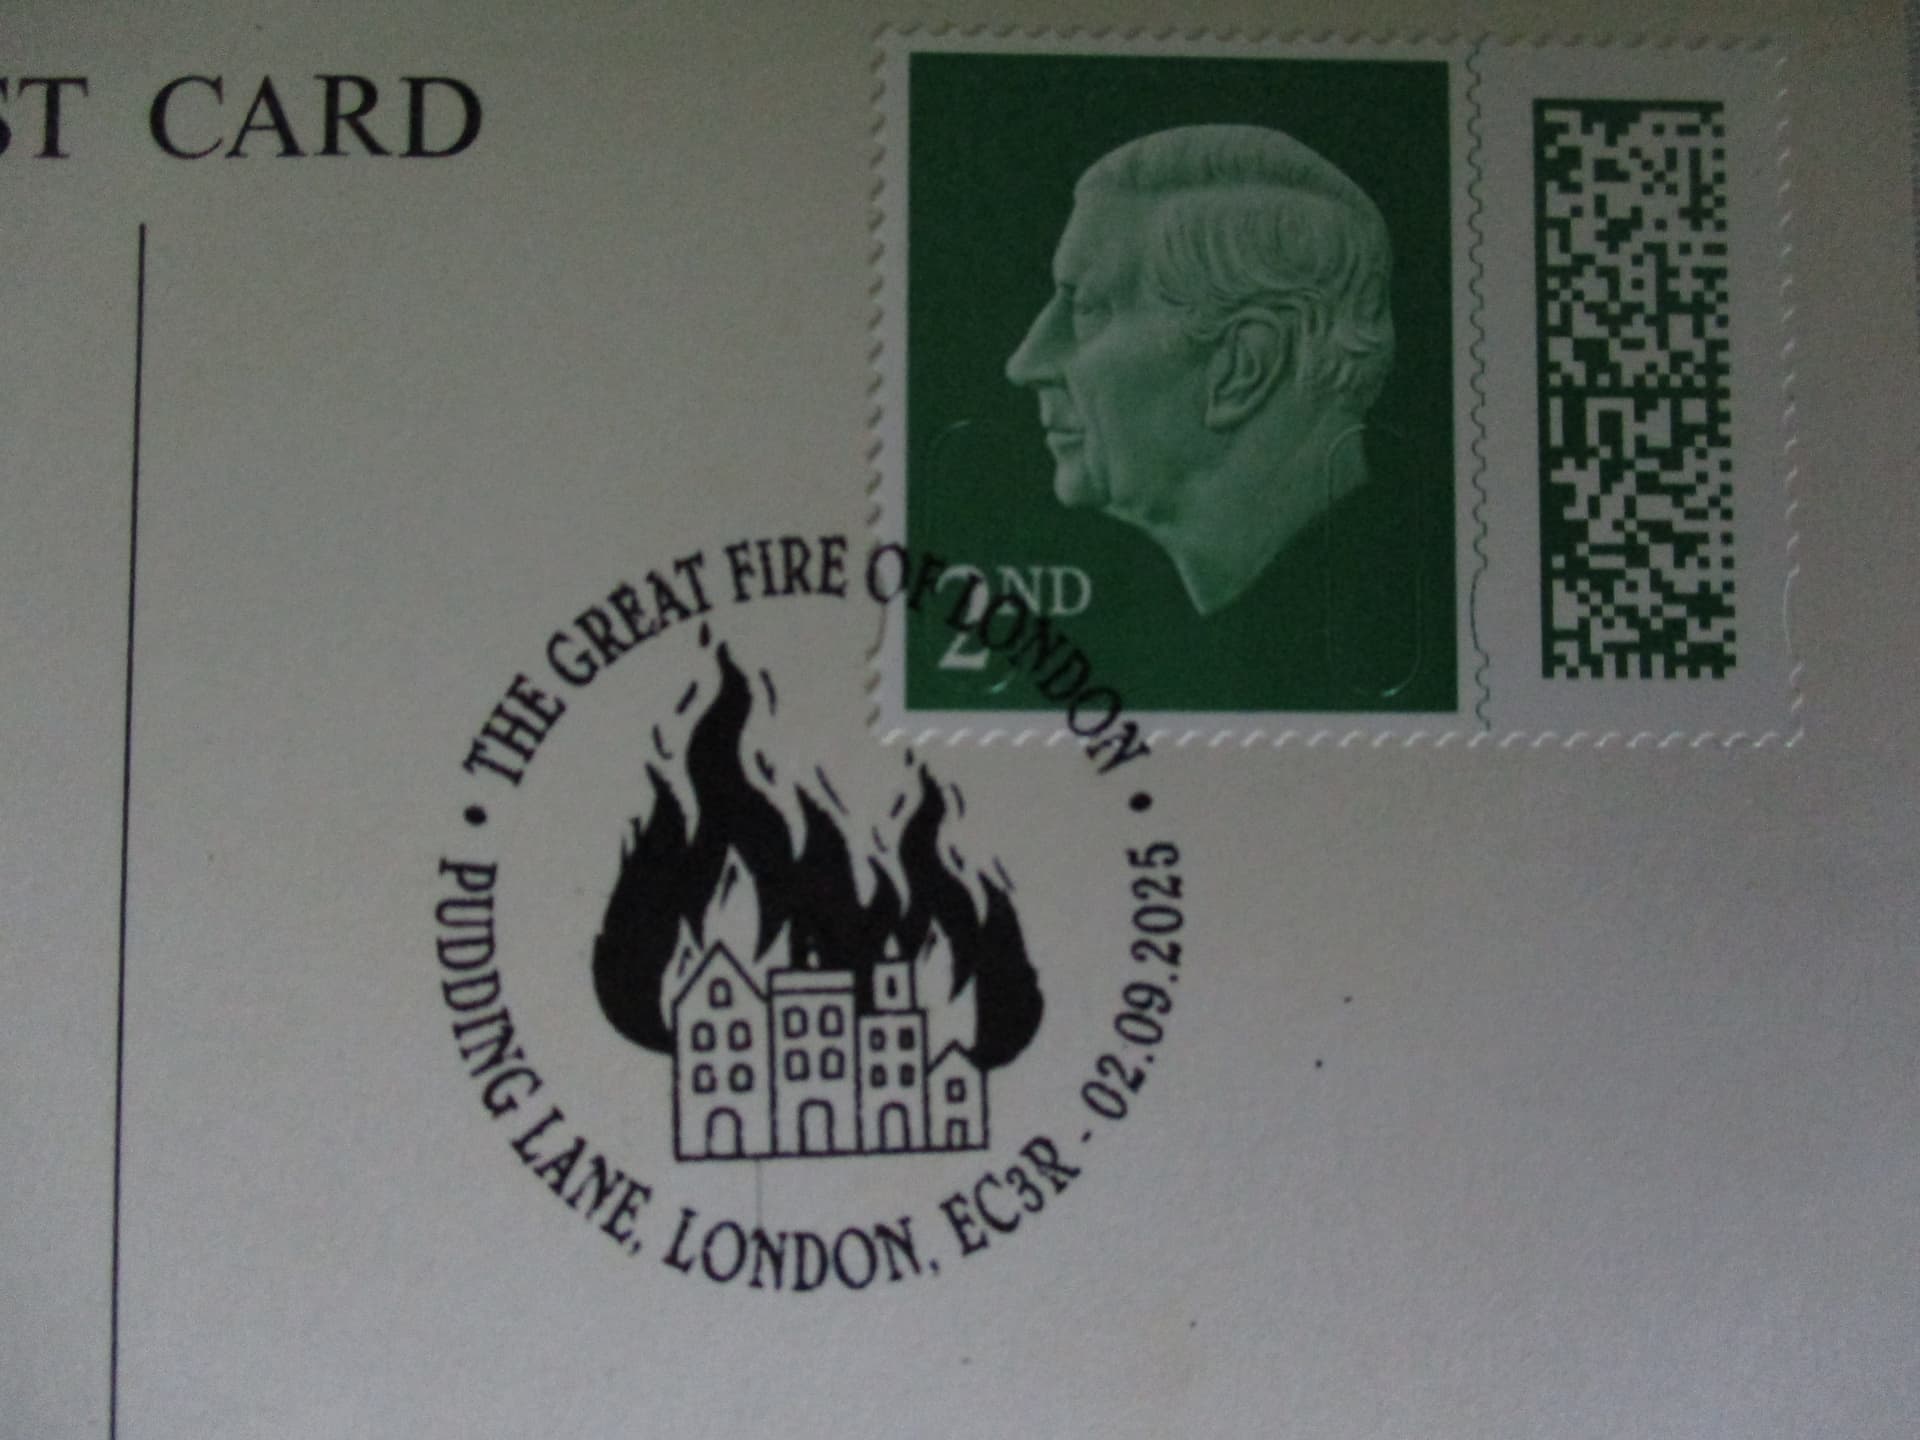 ST CARD
2ND
• THE GREAT FIRE OF LONDON •
PUDDING LANE, LONDON, EC3R - 02.09.2025